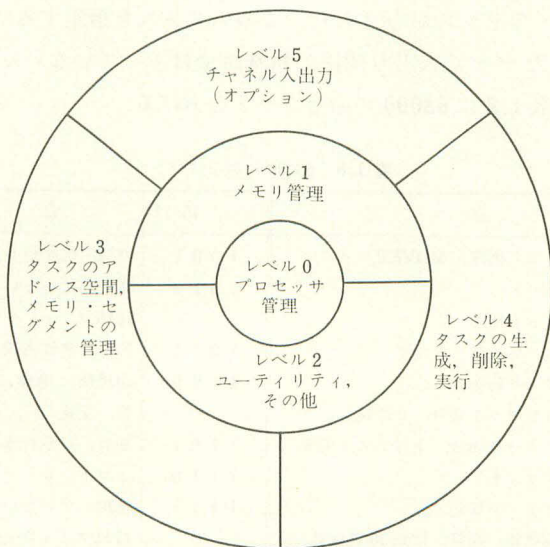 レベル 5
チャネル入出力
(オプション)
レベル 1
メモリ管理
レベル 3
タスクのア
ドレス空間,
メモリ・セ
グメントの
管理
レベル 0
プロセッサ
管理
レベル 4
タスクの生
成, 削除,
実行
レベル 2
ユーティリティ,
その他